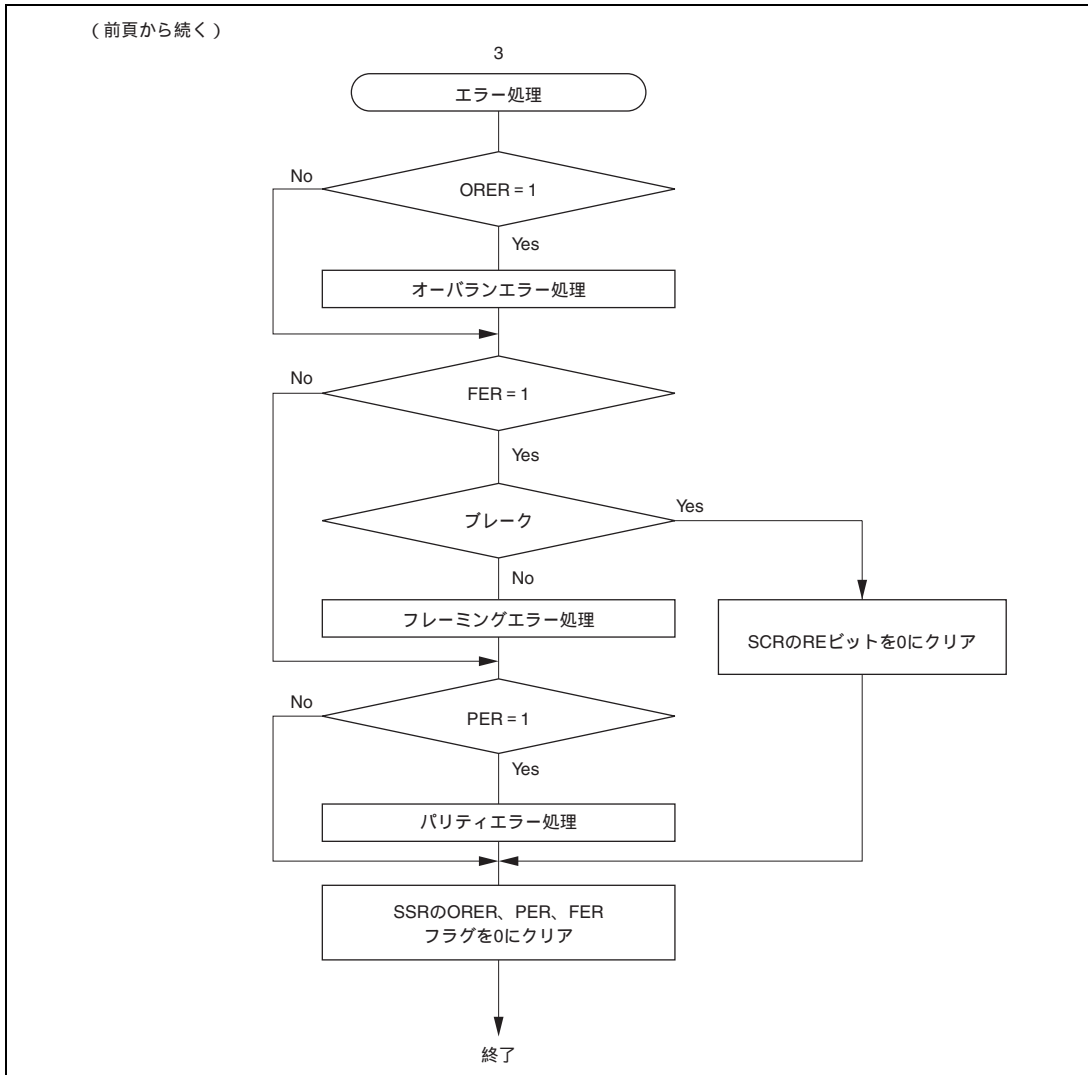 （前頁から続く）
3
エラー処理
No
ORER = 1
Yes
オーバランエラー処理
No
FER = 1
Yes
ブレーク
Yes
No
フレーミングエラー処理
SCRのREビットを0にクリア
No
PER = 1
Yes
パリティエラー処理
SSRのORER、PER、FER
フラグを0にクリア
終了